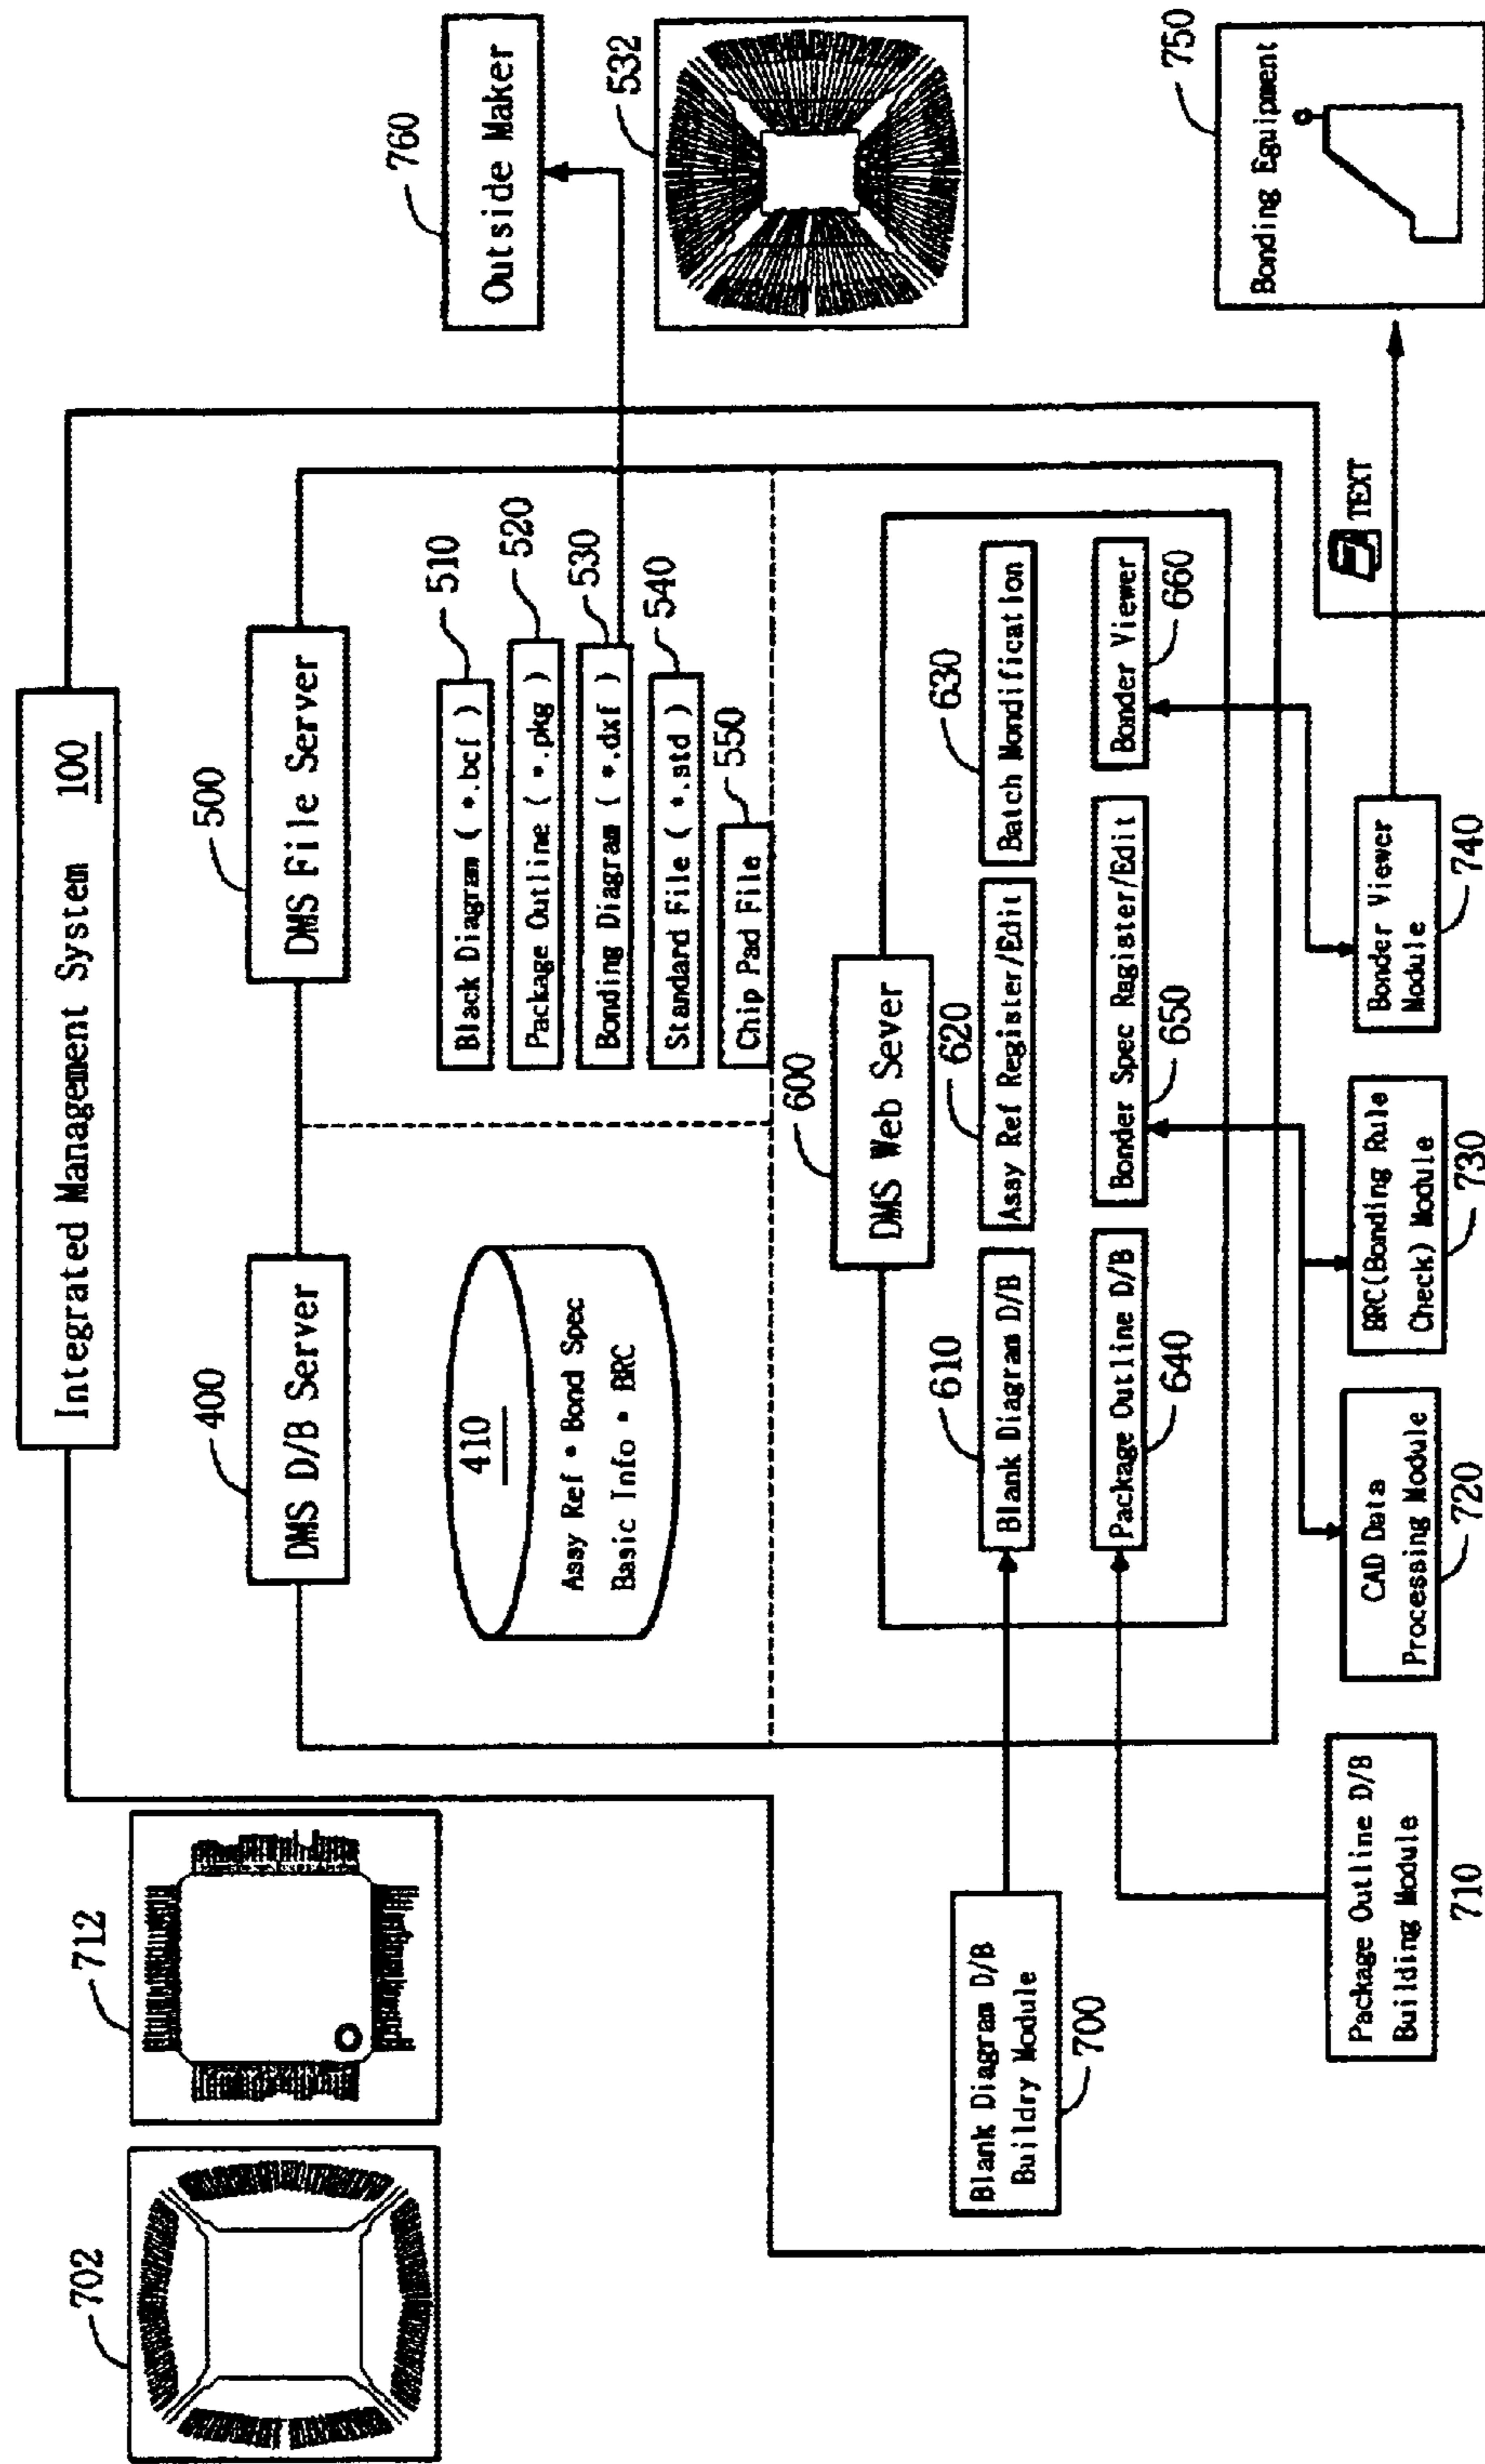 Integrated Management System 100
702
712
400
DMS D/B Server
500
DMS File Server
760
Outside Maker
410
Assy Ref • Bond Spec
Basic Info • BRC
Black Diagram ( *.bcf )
510
Package Outline ( *.pkg )
520
Bonding Diagram ( *.dxf )
530
Standard File ( *.std )
540
Chip Pad File
550
532
600
DMS Web Sever
610
Blank Diagram D/B
620
Assy Ref Register/Edit
630
Batch Mondification
Package Outline D/B
640
Bonder Spec Ragister/Edit
650
Bonder Viewer
660
Blank Diagram D/B
Buildry Module
700
Package Outline D/B
Building Module
710
CAD Data
Processing Module
720
BRC(Bonding Rule
Check) Module
730
Bonder Viewer
Module
740
TEXT
750
Bonding Eguipment